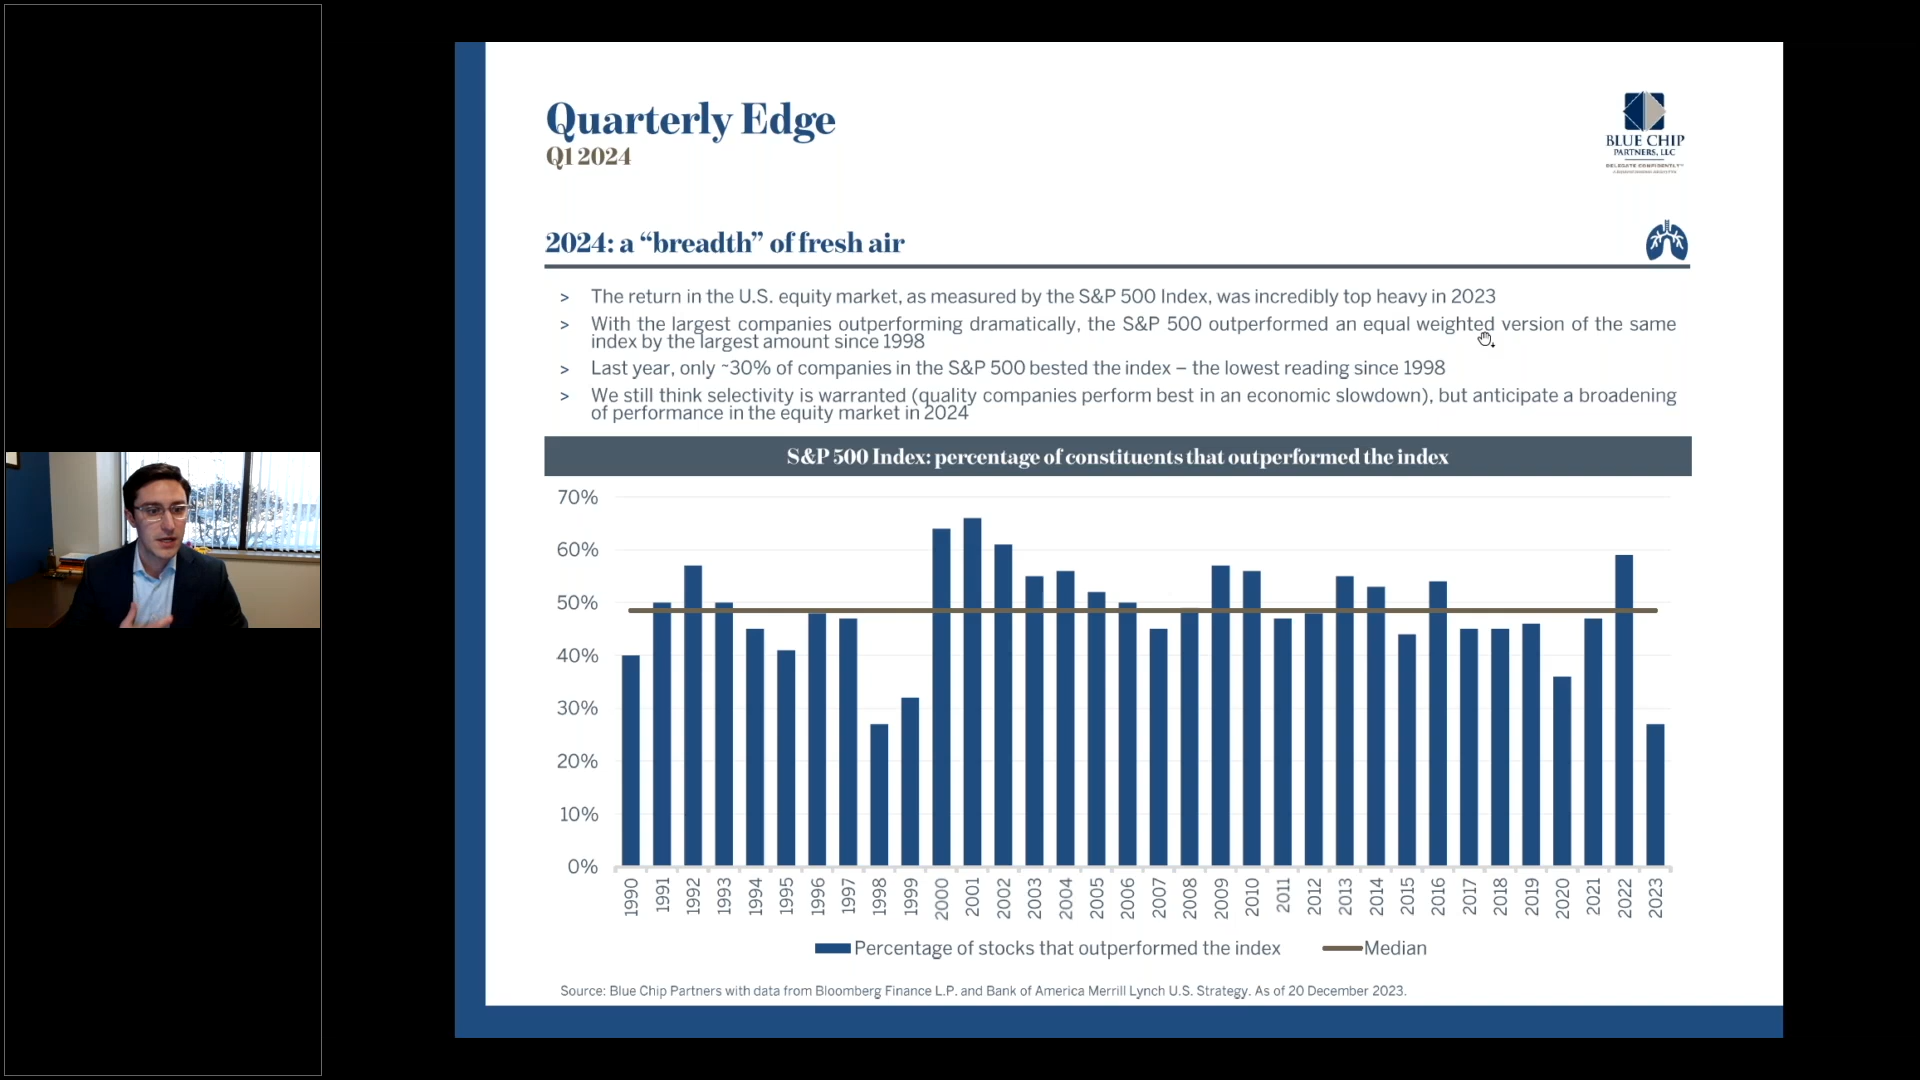 Quarterly Edge
Q1 2024
BLUE CHIP
PARTNERS, LLC
DELEGATE CONFIDENTLY™
2024: a “breadth” of fresh air
> The return in the U.S. equity market, as measured by the S&P 500 Index, was incredibly top heavy in 2023
> With the largest companies outperforming dramatically, the S&P 500 outperformed an equal weighted version of the same
index by the largest amount since 1998
> Last year, only ~30% of companies in the S&P 500 bested the index – the lowest reading since 1998
> We still think selectivity is warranted (quality companies perform best in an economic slowdown), but anticipate a broadening
of performance in the equity market in 2024
S&P 500 Index: percentage of constituents that outperformed the index
70%
60%
50%
40%
30%
20%
10%
0%
1990 1991 1992 1993 1994 1995 1996 1997 1998 1999 2000 2001 2002 2003 2004 2005 2006 2007 2008 2009 2010 2011 2012 2013 2014 2015 2016 2017 2018 2019 2020 2021 2022 2023
Percentage of stocks that outperformed the index Median
Source: Blue Chip Partners with data from Bloomberg Finance L.P. and Bank of America Merrill Lynch U.S. Strategy. As of 20 December 2023.